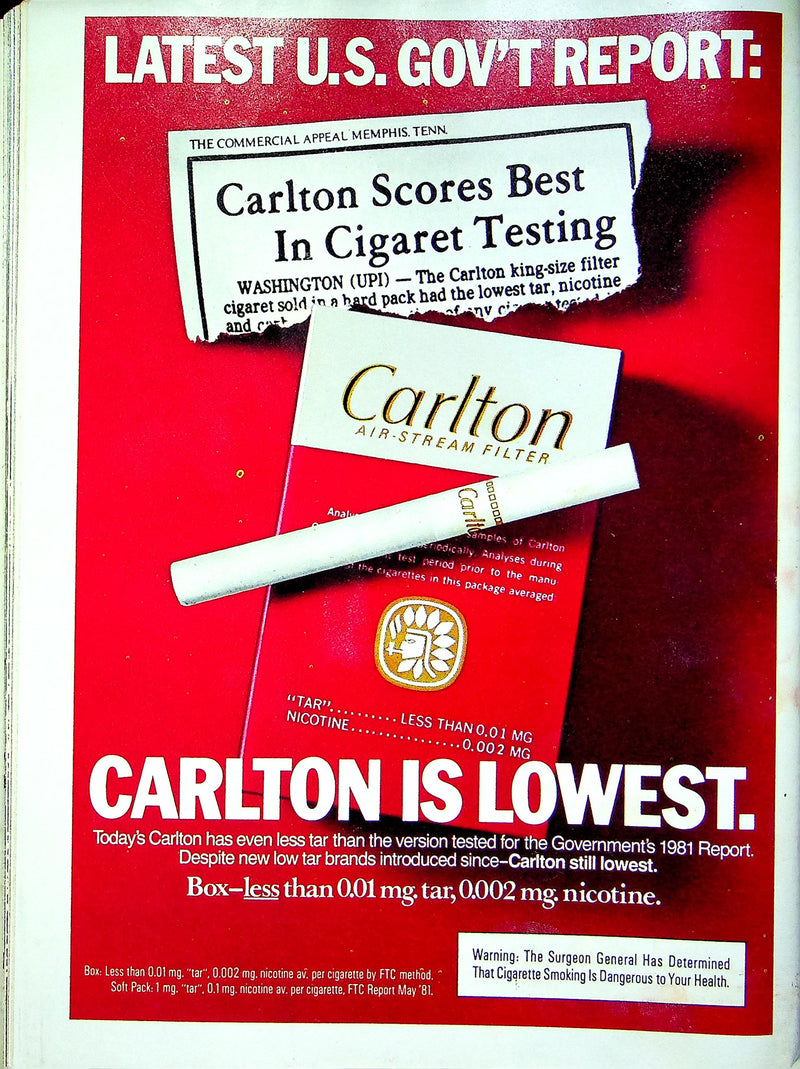 LATEST U.S. GOV'T REPORT:
THE COMMERCIAL APPEAL MEMPHIS. TENN.
Carlton Scores Best
In Cigaret Testing
WASHINGTON (UPI) — The Carlton king-size filter
cigaret sold in a hard pack had the lowest tar, nicotine
and
Carlton
AIR-STREAM FILTER
Carlt
samples of Carlton
periodically. Analyses during
test period prior to the manu-
the cigarettes in this package averaged
"TAR".......... LESS THAN 0.01 MG
NICOTINE................0.002 MG
CARLTON IS LOWEST.
Today's Carlton has even less tar than the version tested for the Government's 1981 Report.
Despite new low tar brands introduced since–Carlton still lowest.
Box–less than 0.01 mg. tar, 0.002 mg. nicotine.
Box: Less than 0.01 mg. "tar", 0.002 mg. nicotine av. per cigarette by FTC method.
Soft Pack: 1 mg. "tar", 0.1 mg. nicotine av. per cigarette, FTC Report May '81.
Warning: The Surgeon General Has Determined
That Cigarette Smoking Is Dangerous to Your Health.